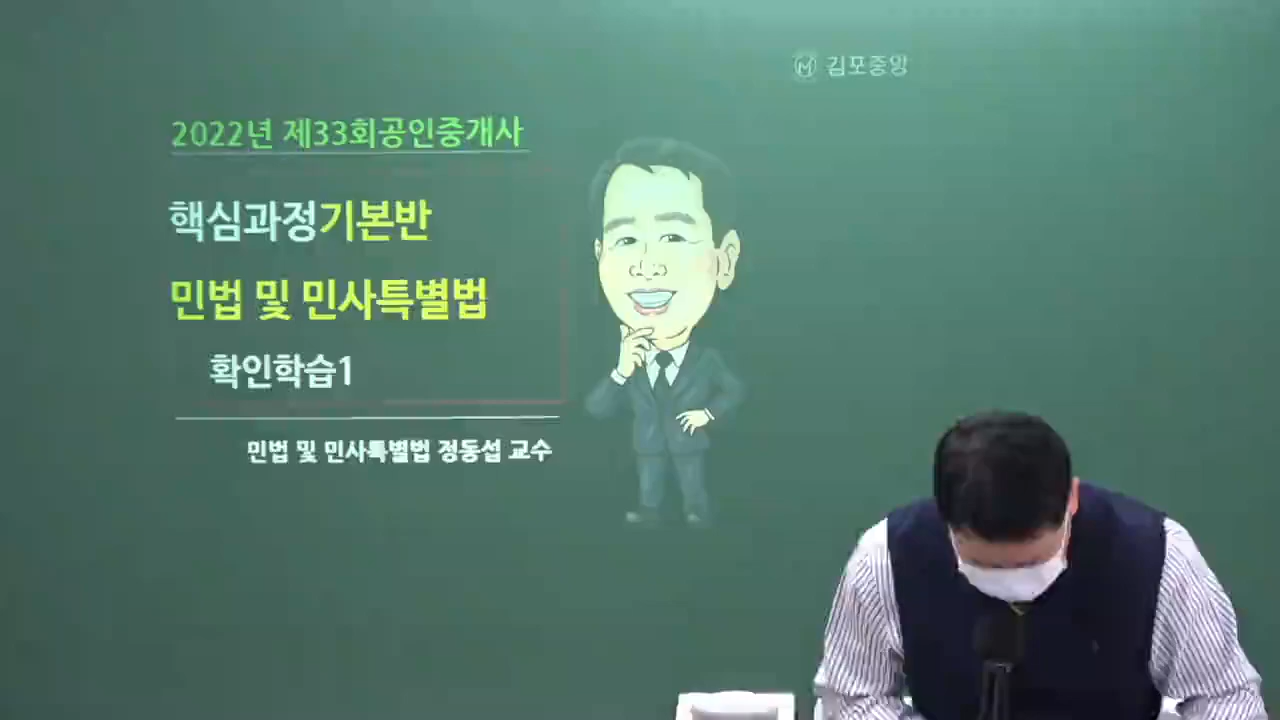 김포중앙
2022년 제33회공인중개사
핵심과정기본반
민법 및 민사특별법
확인학습1
민법 및 민사특별법 정동섭 교수